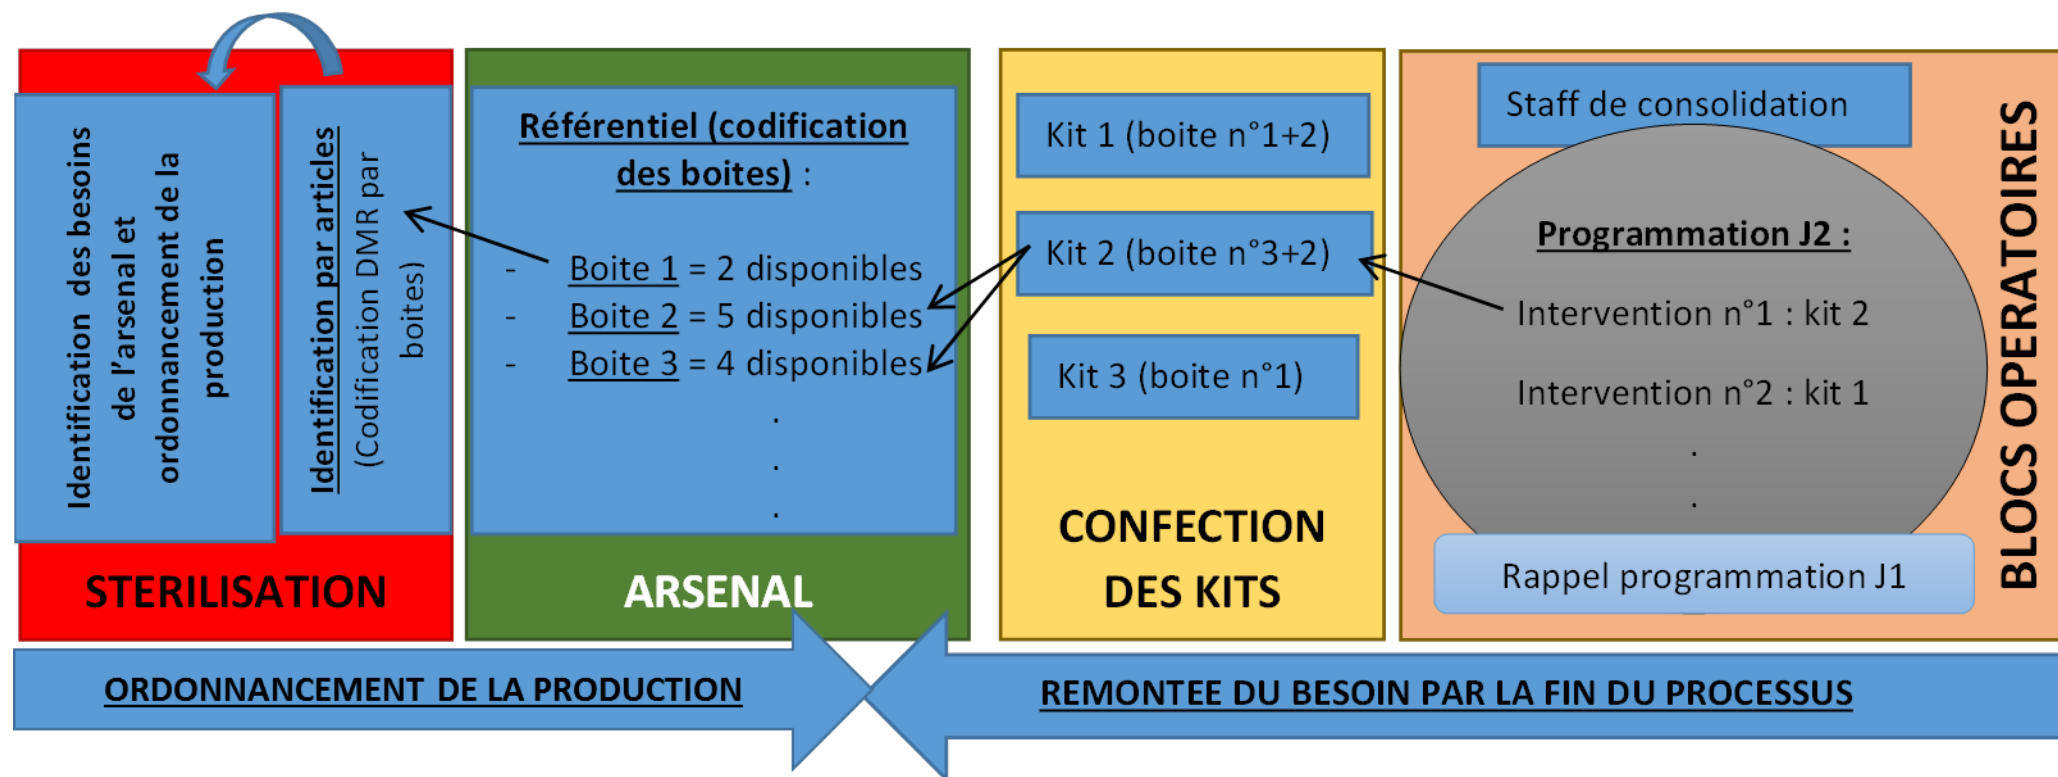 Identification des besoins
de l'arsenal et
ordonnancement de la
production
Identification par articles
(Codification DMR par
boites)
STERILISATION
Référentiel (codification
des boites) :
- Boite 1 = 2 disponibles
- Boite 2 = 5 disponibles
- Boite 3 = 4 disponibles
.
.
.
ARSENAL
Kit 1 (boite n°1+2)
Kit 2 (boite n°3+2)
Kit 3 (boite n°1)
CONFECTION
DES KITS
Staff de consolidation
Programmation J2 :
Intervention n°1 : kit 2
Intervention n°2 : kit 1
.
.
Rappel programmation J1
BLOCS OPERATOIRES
ORDONNANCEMENT DE LA PRODUCTION
REMONTEE DU BESOIN PAR LA FIN DU PROCESSUS